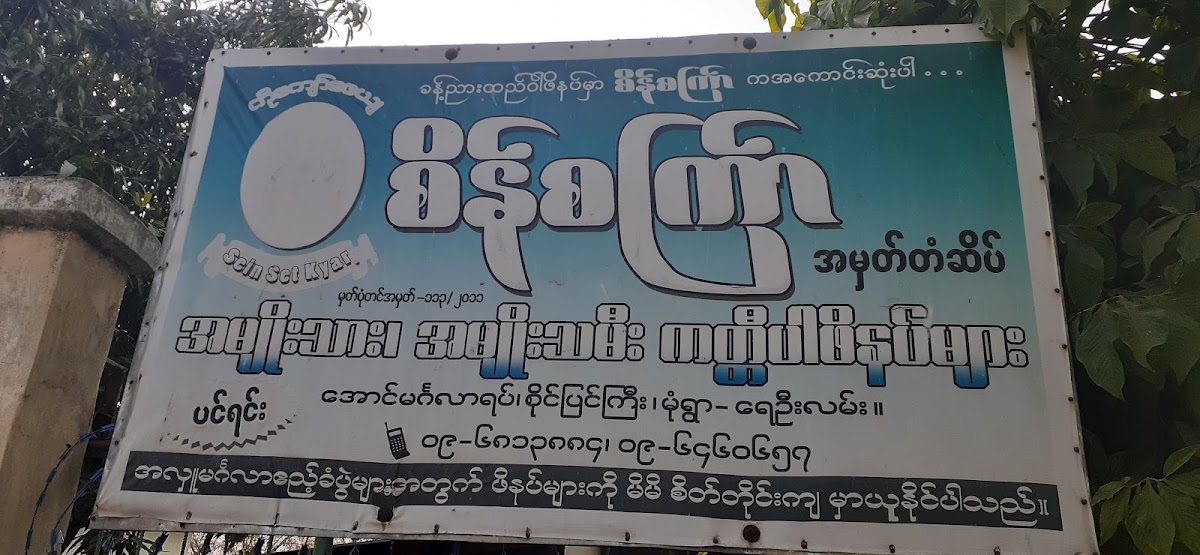 ခန့်ညားထည်ဝါဖိနပ်မှာ စိန်စကြာ ကအကောင်းဆုံးပါ . . .
စိန်စကြာ
Sein Set Kyar
အမှတ်တံဆိပ်
မှတ်ပုံတင်အမှတ်-၁၁၃/၂၀၁၁
အမျိုးသား၊ အမျိုးသမီး ကတ္တီပါဖိနပ်များ
ပင်ရင်း
အောင်မင်္ဂလာရပ်၊ စိုင်ပြင်ကြီး၊ မုံရွာ-ရေဦးလမ်း။
၀၉-၆၈၁၃၈၈၄၊ ၀၉-၆၄၆၀၆၅၇
အလှူမင်္ဂလာဧည့်ခံပွဲများအတွက် ဖိနပ်များကို မိမိ စိတ်တိုင်းကျ မှာယူနိုင်ပါသည်။